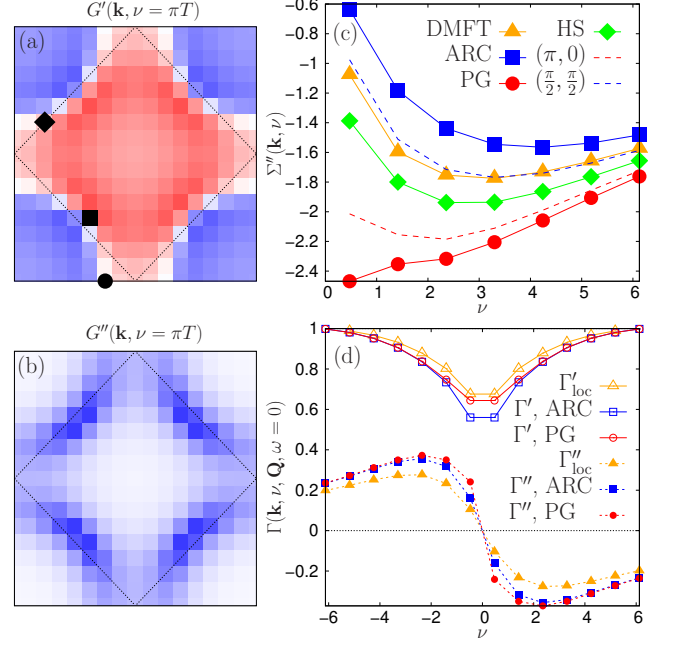 G′(k, ν = πT)
(a)
G″(k, ν = πT)
(b)
(c)
DMFT
HS
ARC
(π, 0)
PG
(π/2, π/2)
Σ″(k, ν)
−0.6
−0.8
−1
−1.2
−1.4
−1.6
−1.8
−2
−2.2
−2.4
0 1 2 3 4 5 6
ν
(d)
Γ′loc
Γ′, ARC
Γ′, PG
Γ″loc
Γ″, ARC
Γ″, PG
Γ(k, ν, Q, ω = 0)
1
0.8
0.6
0.4
0.2
0
−0.2
−6 −4 −2 0 2 4 6
ν